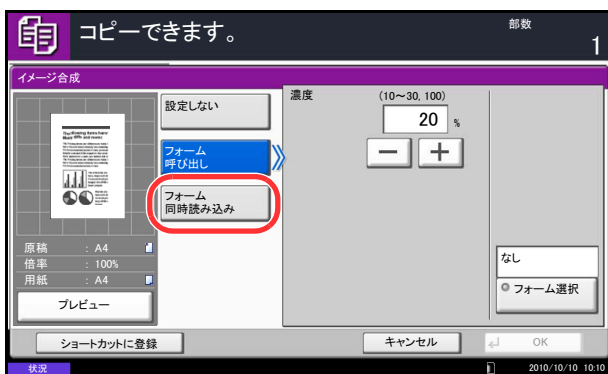 コピーできます。
部数
1
イメージ合成
設定しない
濃度
(10～30, 100)
20 %
フォーム
呼び出し
フォーム
同時読み込み
原稿 : A4
倍率 : 100%
用紙 : A4
プレビュー
なし
フォーム選択
ショートカットに登録
キャンセル
OK
状況
2010/10/10 10:10